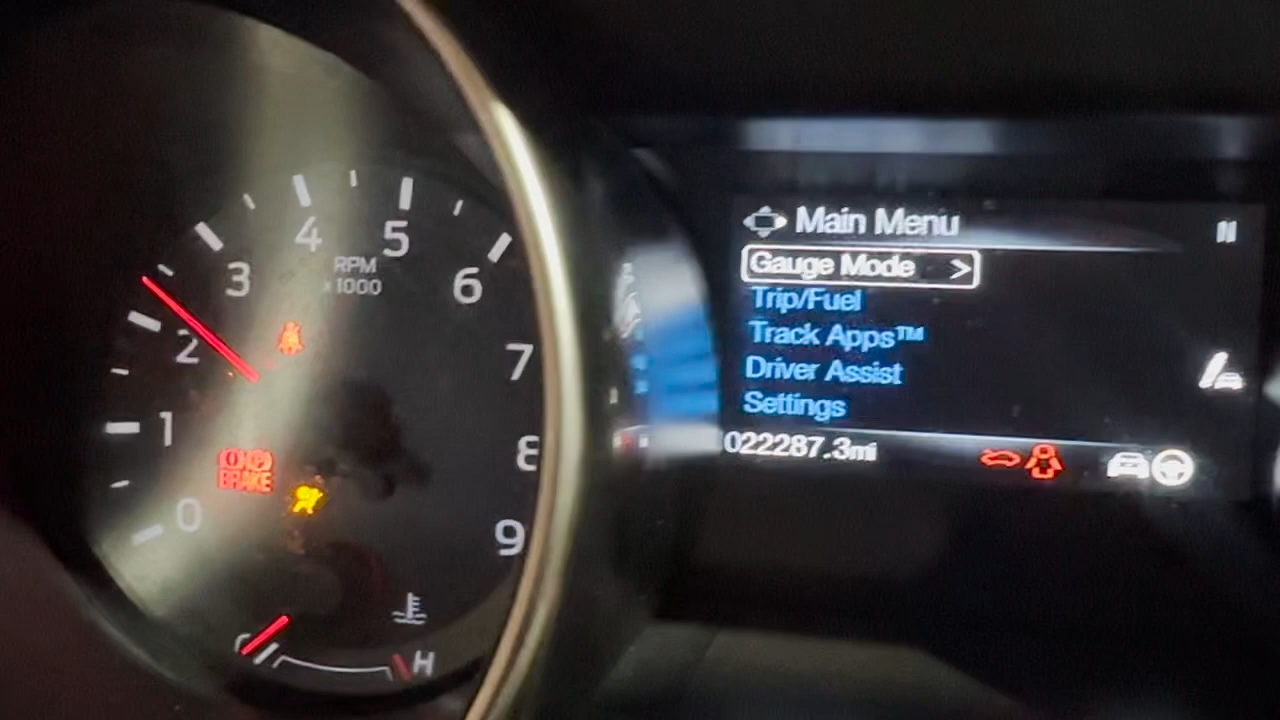 Main Menu
Gauge Mode >
Trip/Fuel
Track Apps™
Driver Assist
Settings
022287.3mi
0
1
2
3
4
5
6
7
8
9
RPM
x1000
BRAKE
C
H